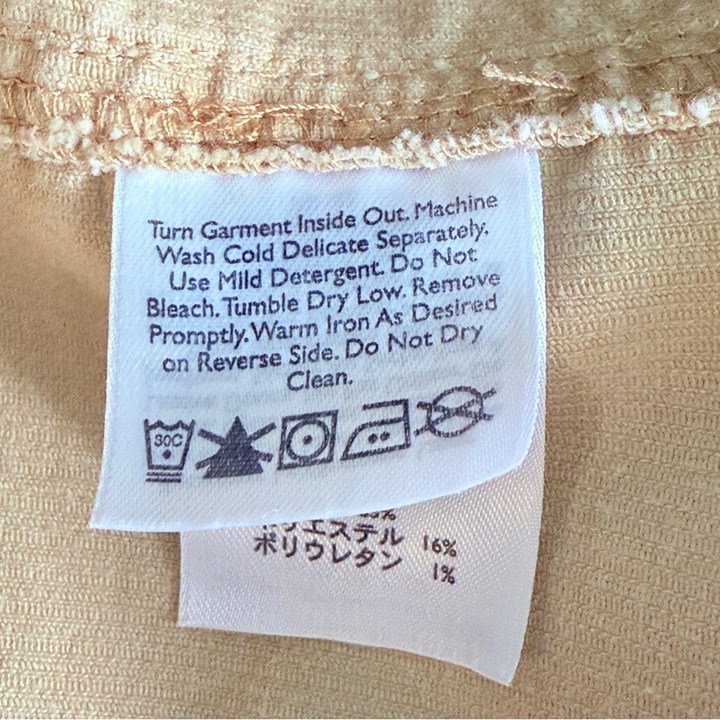 Turn Garment Inside Out. Machine
Wash Cold Delicate Separately.
Use Mild Detergent. Do Not
Bleach. Tumble Dry Low. Remove
Promptly. Warm Iron As Desired
on Reverse Side. Do Not Dry
Clean.
30C
ポリエステル 16%
ポリウレタン 1%